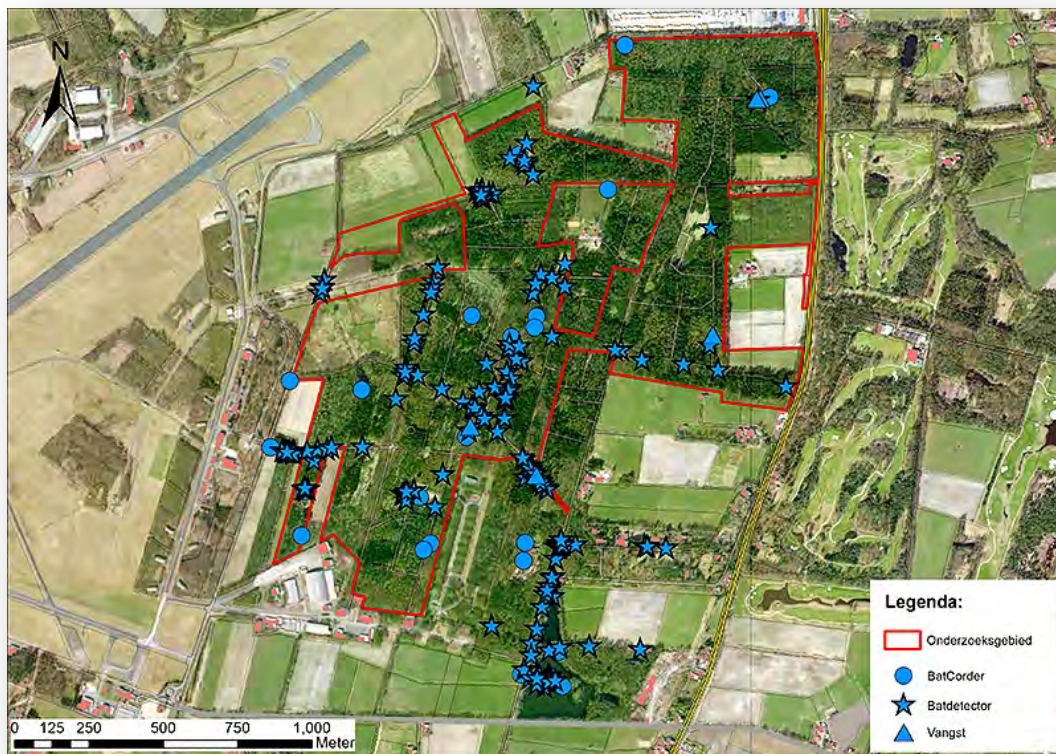 N
Legenda:
Onderzoeksgebied
BatCorder
Batdetector
Vangst
0 125 250 500 750 1,000
Meter